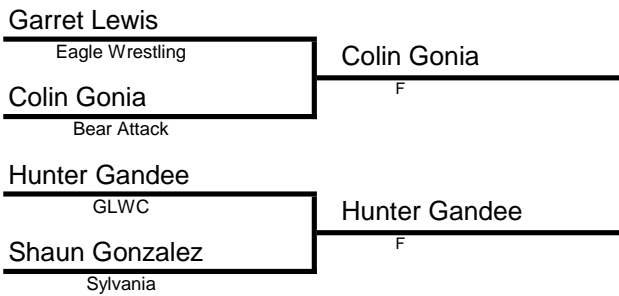 Garret Lewis
Eagle Wrestling
Colin Gonia
Bear Attack
Colin Gonia
F
Hunter Gandee
GLWC
Shaun Gonzalez
Sylvania
Hunter Gandee
F